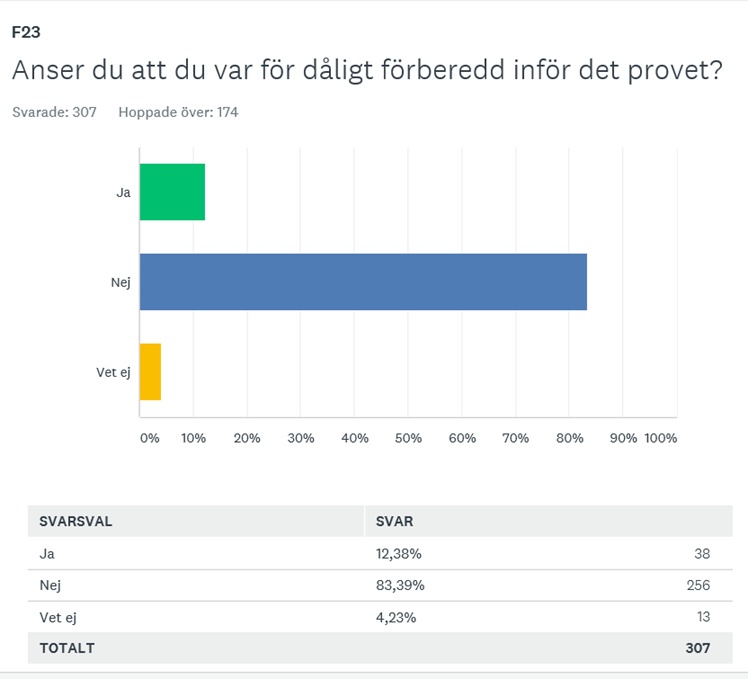 F23
Anser du att du var för dåligt förberedd inför det provet?
Svarade: 307 Hoppade över: 174
Ja
Nej
Vet ej
0% 10% 20% 30% 40% 50% 60% 70% 80% 90% 100%
SVARSVAL SVAR
Ja 12,38% 38
Nej 83,39% 256
Vet ej 4,23% 13
TOTALT 307